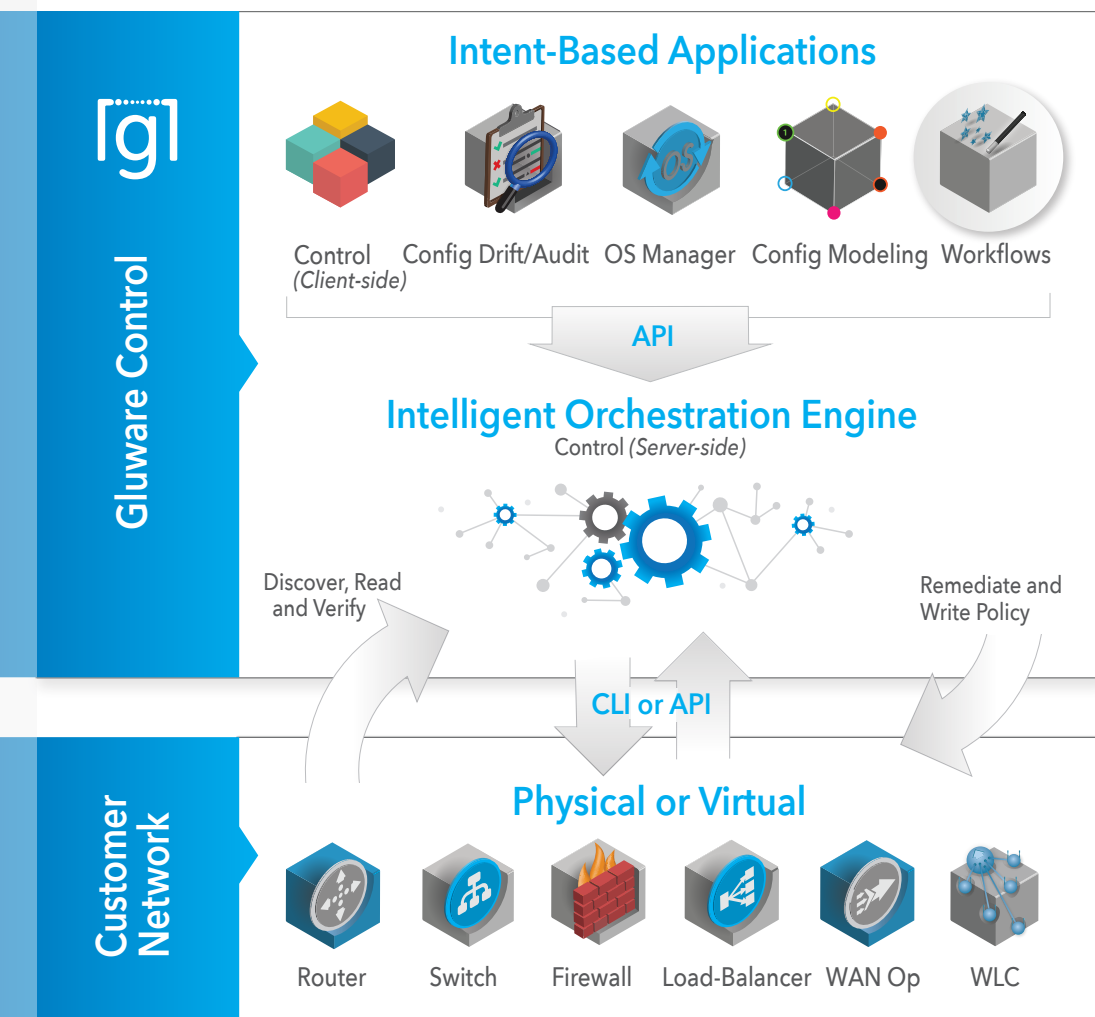 Intent-Based Applications
[g]
1
OS
Control
(Client-side)
Config Drift/Audit
OS Manager
Config Modeling
Workflows
API
Gluware Control
Intelligent Orchestration Engine
Control (Server-side)
Discover, Read
and Verify
Remediate and
Write Policy
CLI or API
Customer
Network
Physical or Virtual
Router
Switch
Firewall
Load-Balancer
WAN Op
WLC